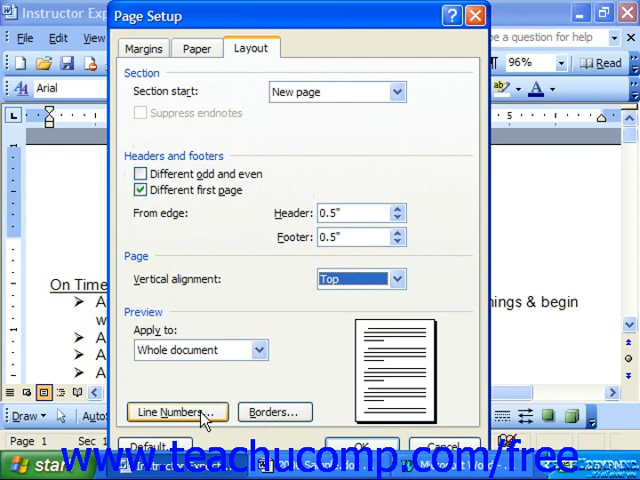 Instructor Exp
Page Setup
File Edit View
e a question for help
Margins Paper Layout
96% Read
Arial
Section
Section start: New page
Suppress endnotes
5
Headers and footers
Different odd and even
Different first page
From edge: Header: 0.5"
Footer: 0.5"
Page
Vertical alignment: Top
On Time
nings & begin
Preview
Apply to:
Whole document
Line Numbers... Borders...
Draw Auto
Page 1 Sec 1
Default... OK Cancel
www.teachucomp.com/free
start